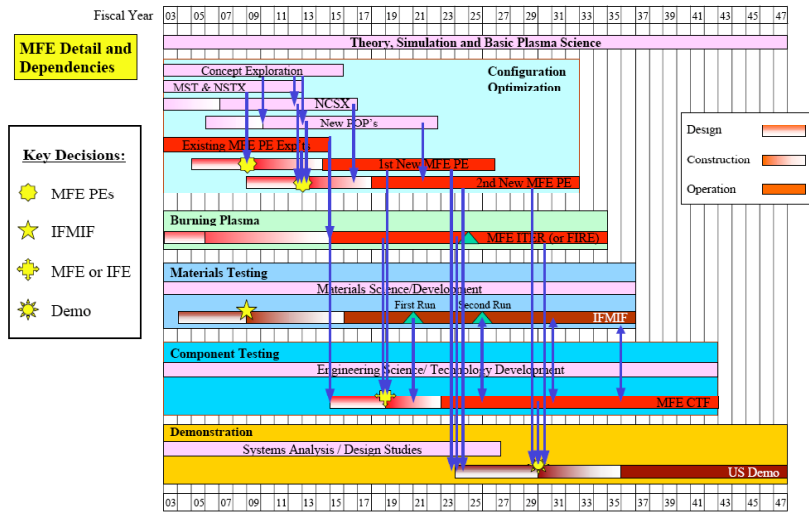 Fiscal Year 03 05 07 09 11 13 15 17 19 21 23 25 27 29 31 33 35 37 39 41 43 45 47
MFE Detail and
Dependencies
Theory, Simulation and Basic Plasma Science
Concept Exploration
Configuration
Optimization
MST & NSTX
NCSX
New POP's
Existing MFE PE Exp'ts
1st New MFE PE
2nd New MFE PE
Design
Construction
Operation
Key Decisions:
MFE PEs
IFMIF
MFE or IFE
Demo
Burning Plasma
MFE ITER (or FIRE)
Materials Testing
Materials Science/Development
First Run
Second Run
IFMIF
Component Testing
Engineering Science/ Technology Development
MFE CTF
Demonstration
Systems Analysis / Design Studies
US Demo
03 05 07 09 11 13 15 17 19 21 23 25 27 29 31 33 35 37 39 41 43 45 47